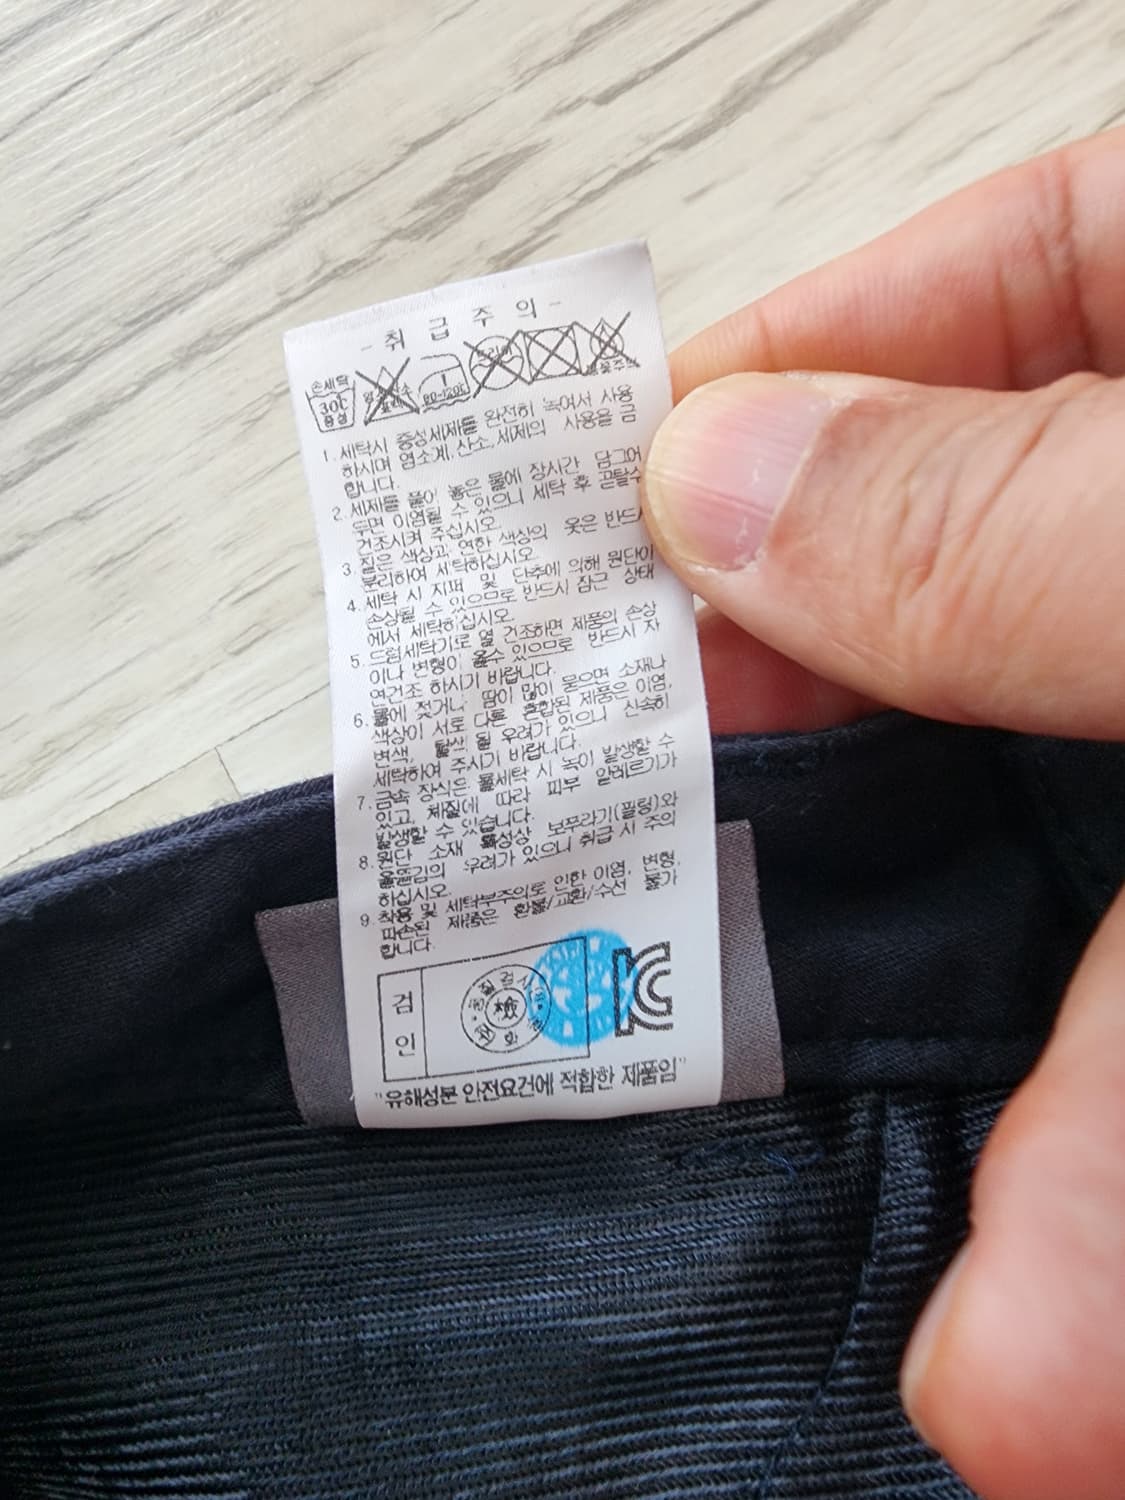 - 취 급 주 의 -
손세탁
30℃
중성
80-120℃
1. 세탁시 중성세제를 완전히 녹여서 사용
하시며 염소계, 산소, 세제의 사용을 금
합니다.
2. 세제를 풀어 놓은 물에 장시간 담그어
두면 이염될 수 있으니 세탁 후 곧탈수
건조시켜 주십시오.
3. 짙은 색상과 연한 색상의 옷은 반드시
분리하여 세탁하십시오.
4. 세탁 시 지퍼 및 단추에 의해 원단이
손상될 수 있으므로 반드시 잠근 상태
에서 세탁하십시오.
5. 드럼세탁기로 열 건조하면 제품의 손상
이나 변형이 올수 있으므로 반드시 자
연건조 하시기 바랍니다.
6. 물에 젖거나 땀이 많이 묻으면 소재나
색상이 서로 다른 혼합된 제품은 이염,
변색, 탈색 될 우려가 있으니 신속히
세탁하여 주시기 바랍니다.
7. 금속 장식은 물세탁 시 녹이 발생할 수
있고, 체질에 따라 피부 알레르기가
발생할 수 있습니다.
8. 원단 소재 특성상 보푸라기(필링)와
올뜯김의 우려가 있으니 취급 시 주의
하십시오.
9. 착용 및 세탁부주의로 인한 이염, 변형,
파손된 제품은 환불/교환/수선 불가
합니다.
검
인
KC
"유해성분 안전요건에 적합한 제품임"